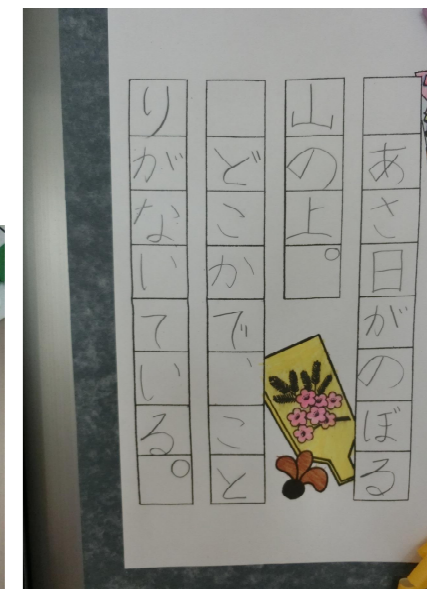 あさ日がのぼる
山の上。
　どこかで、こと
りがないている。